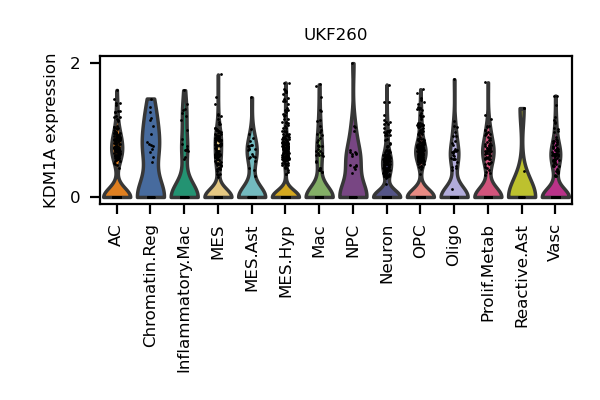 UKF260
KDM1A expression
2
0
AC
Chromatin.Reg
Inflammatory.Mac
MES
MES.Ast
MES.Hyp
Mac
NPC
Neuron
OPC
Oligo
Prolif.Metab
Reactive.Ast
Vasc